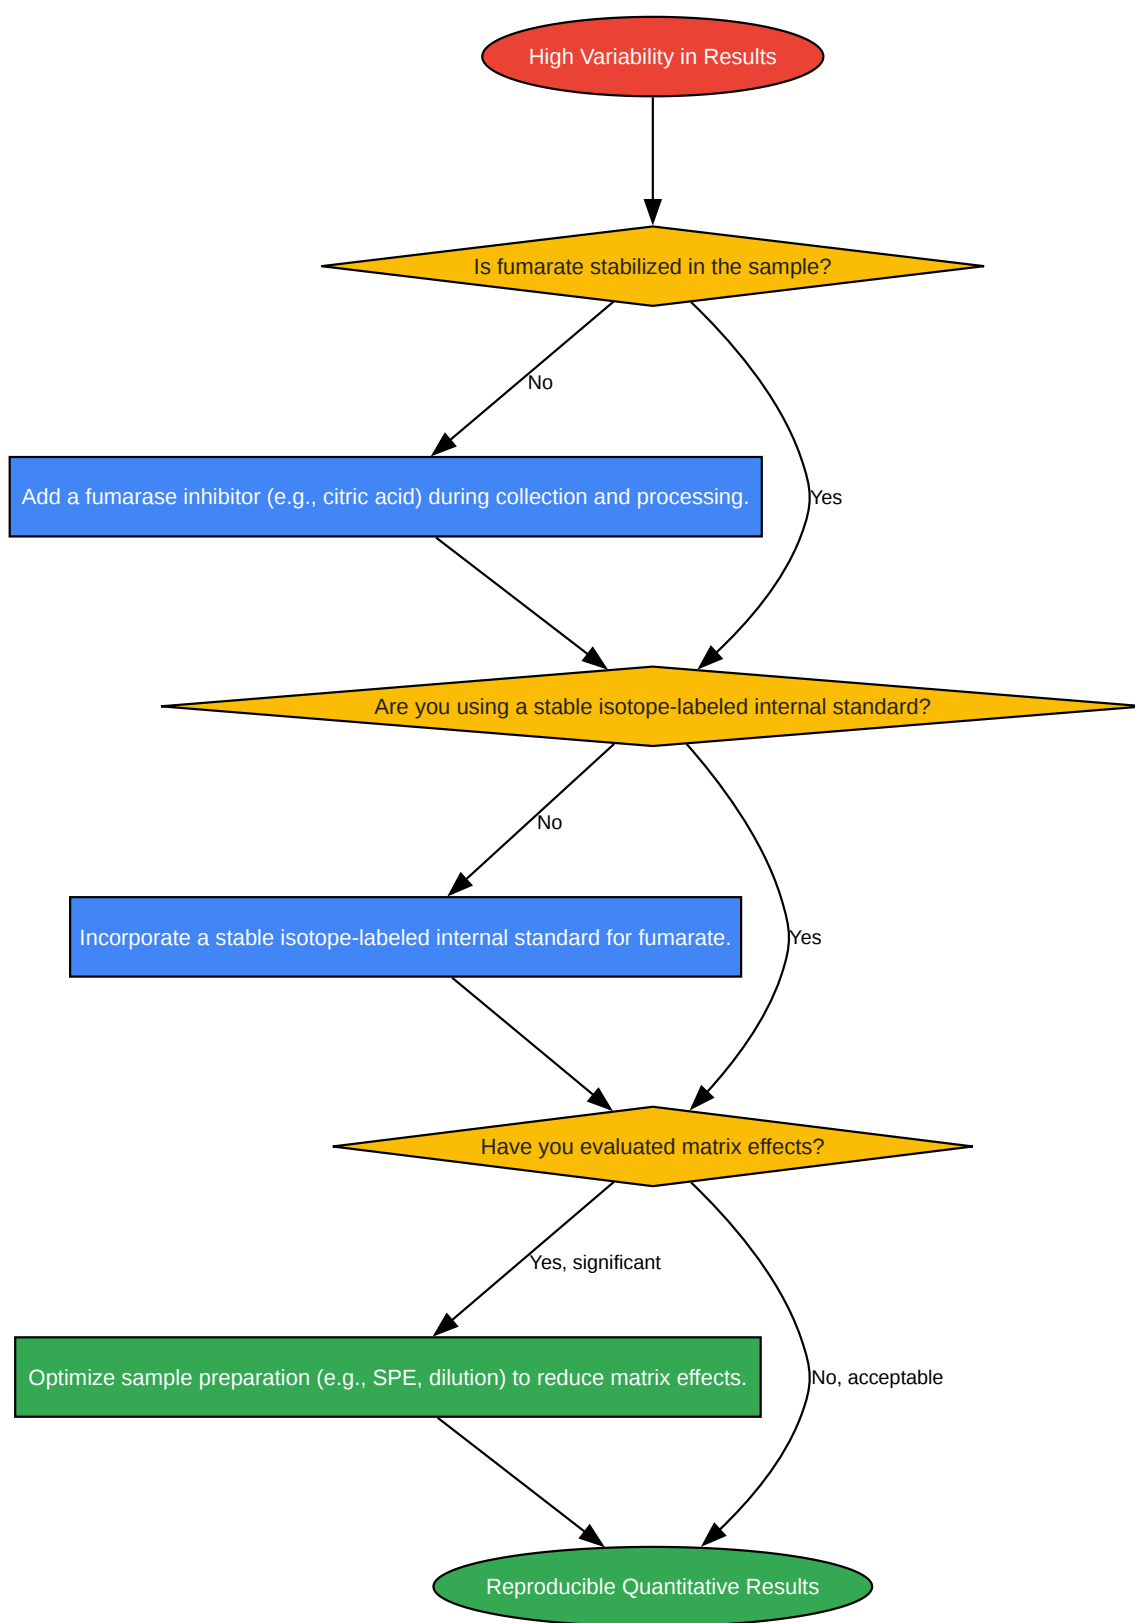 High Variability in Results
Is fumarate stabilized in the sample?
No
Add a fumarase inhibitor (e.g., citric acid) during collection and processing.
Yes
Are you using a stable isotope-labeled internal standard?
No
Incorporate a stable isotope-labeled internal standard for fumarate.
Yes
Have you evaluated matrix effects?
Yes, significant
Optimize sample preparation (e.g., SPE, dilution) to reduce matrix effects.
No, acceptable
Reproducible Quantitative Results